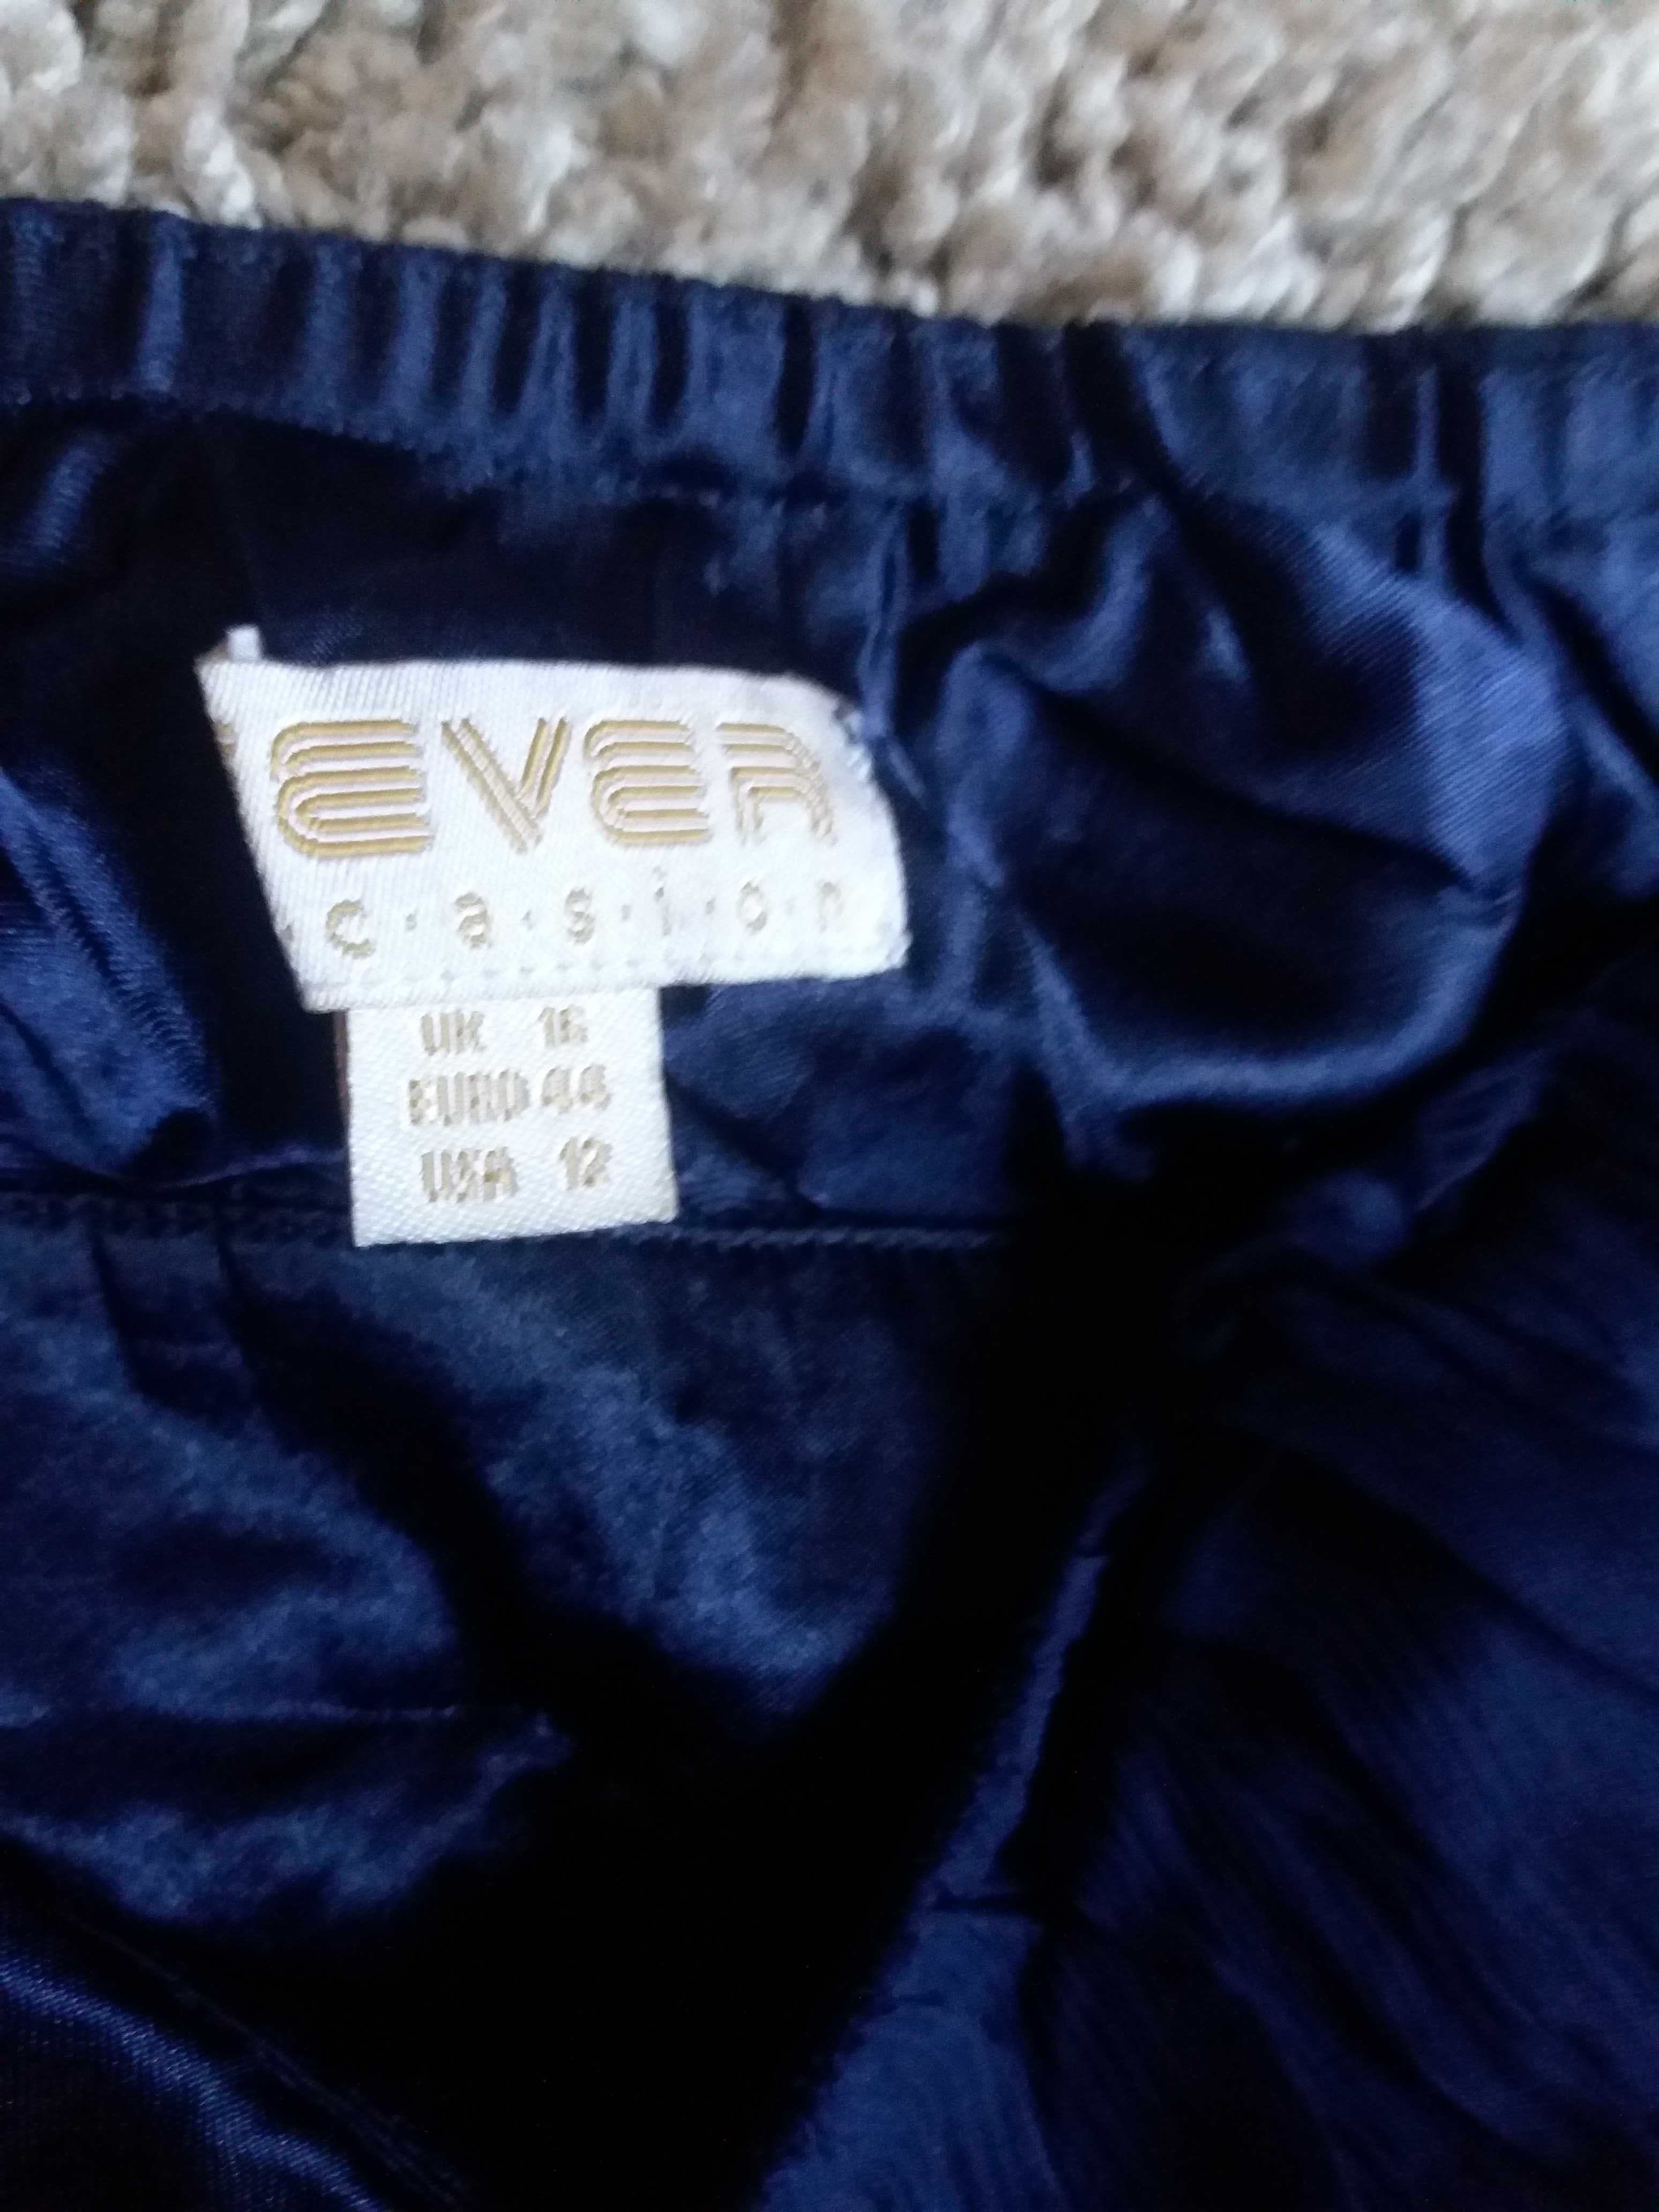 EVER
c·a·s·i·o·n
UK 16
EURO 44
USA 12